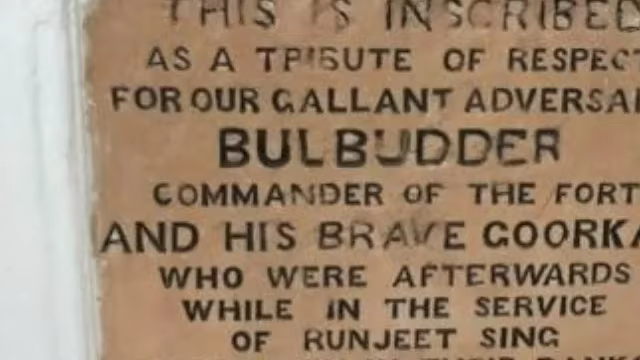 THIS IS INSCRIBED
AS A TRIBUTE OF RESPECT
FOR OUR GALLANT ADVERSA
BULBUDDER
COMMANDER OF THE FORT
AND HIS BRAVE GOORKA
WHO WERE AFTERWARDS
WHILE IN THE SERVICE
OF RUNJEET SING